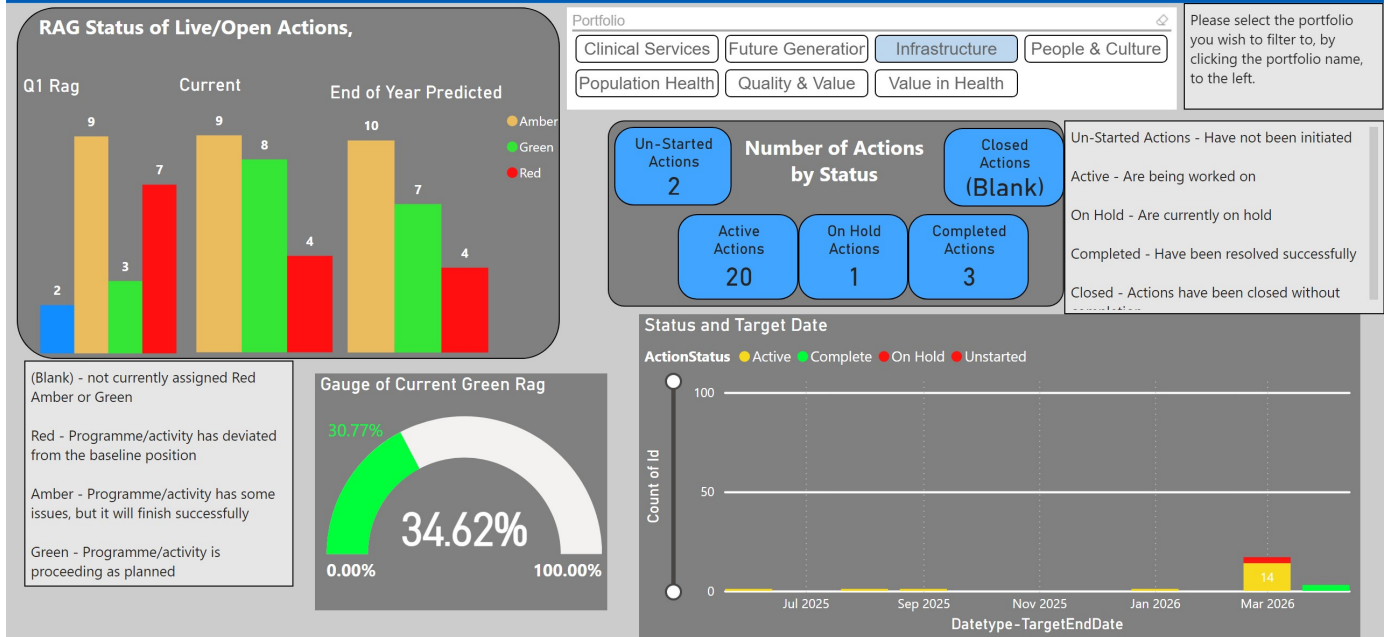 RAG Status of Live/Open Actions,
Q1 Rag
Current
End of Year Predicted
2
9
3
7
9
8
4
10
7
4
Amber
Green
Red
Portfolio
Clinical Services
Future Generation
Infrastructure
People & Culture
Population Health
Quality & Value
Value in Health
Please select the portfolio
you wish to filter to, by
clicking the portfolio name,
to the left.
Un-Started
Actions
2
Number of Actions
by Status
Closed
Actions
(Blank)
Active
Actions
20
On Hold
Actions
1
Completed
Actions
3
Un-Started Actions - Have not been initiated
Active - Are being worked on
On Hold - Are currently on hold
Completed - Have been resolved successfully
Closed - Actions have been closed without
(Blank) - not currently assigned Red
Amber or Green
Red - Programme/activity has deviated
from the baseline position
Amber - Programme/activity has some
issues, but it will finish successfully
Green - Programme/activity is
proceeding as planned
Gauge of Current Green Rag
30.77%
34.62%
0.00%
100.00%
Status and Target Date
ActionStatus Active Complete On Hold Unstarted
Count of Id
100
50
0
14
Jul 2025
Sep 2025
Nov 2025
Jan 2026
Mar 2026
Datetype-TargetEndDate